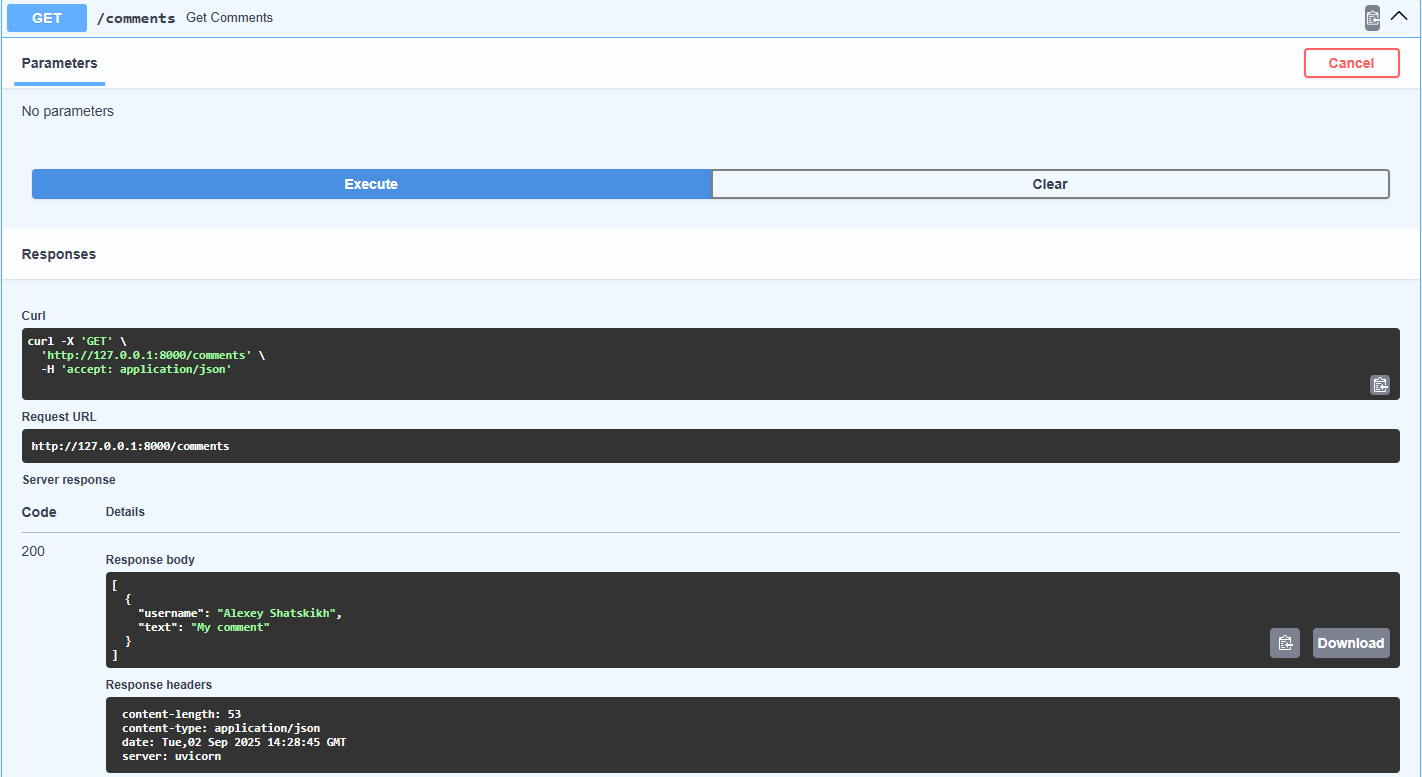 GET /comments Get Comments
Parameters
Cancel
No parameters
Execute
Clear
Responses
Curl
curl -X 'GET' \
  'http://127.0.0.1:8000/comments' \
  -H 'accept: application/json'
Request URL
http://127.0.0.1:8000/comments
Server response
Code Details
200
Response body
[
  {
    "username": "Alexey Shatskikh",
    "text": "My comment"
  }
]
Download
Response headers
content-length: 53
content-type: application/json
date: Tue,02 Sep 2025 14:28:45 GMT
server: uvicorn